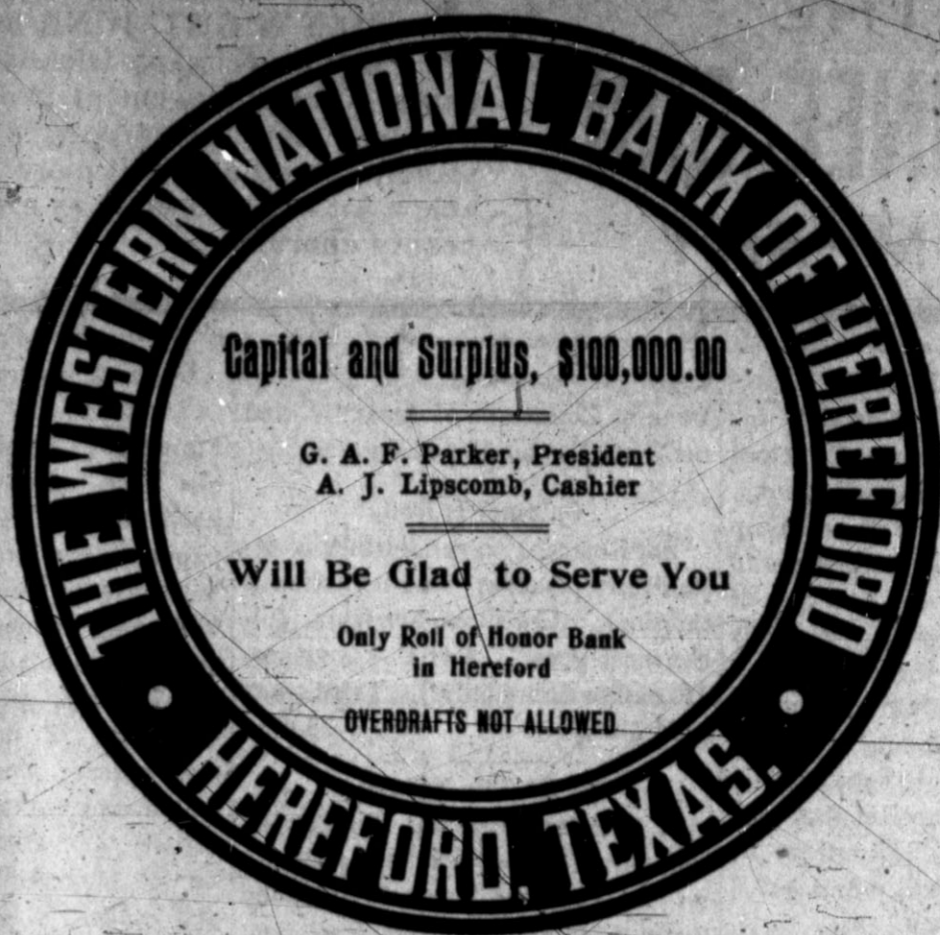 THE WESTERN NATIONAL BANK OF HEREFORD
Capital and Surplus, $100,000.00
G. A. F. Parker, President
A. J. Lipscomb, Cashier
Will Be Glad to Serve You
Only Roll of Honor Bank
in Hereford
OVERDRAFTS NOT ALLOWED
HEREFORD, TEXAS.